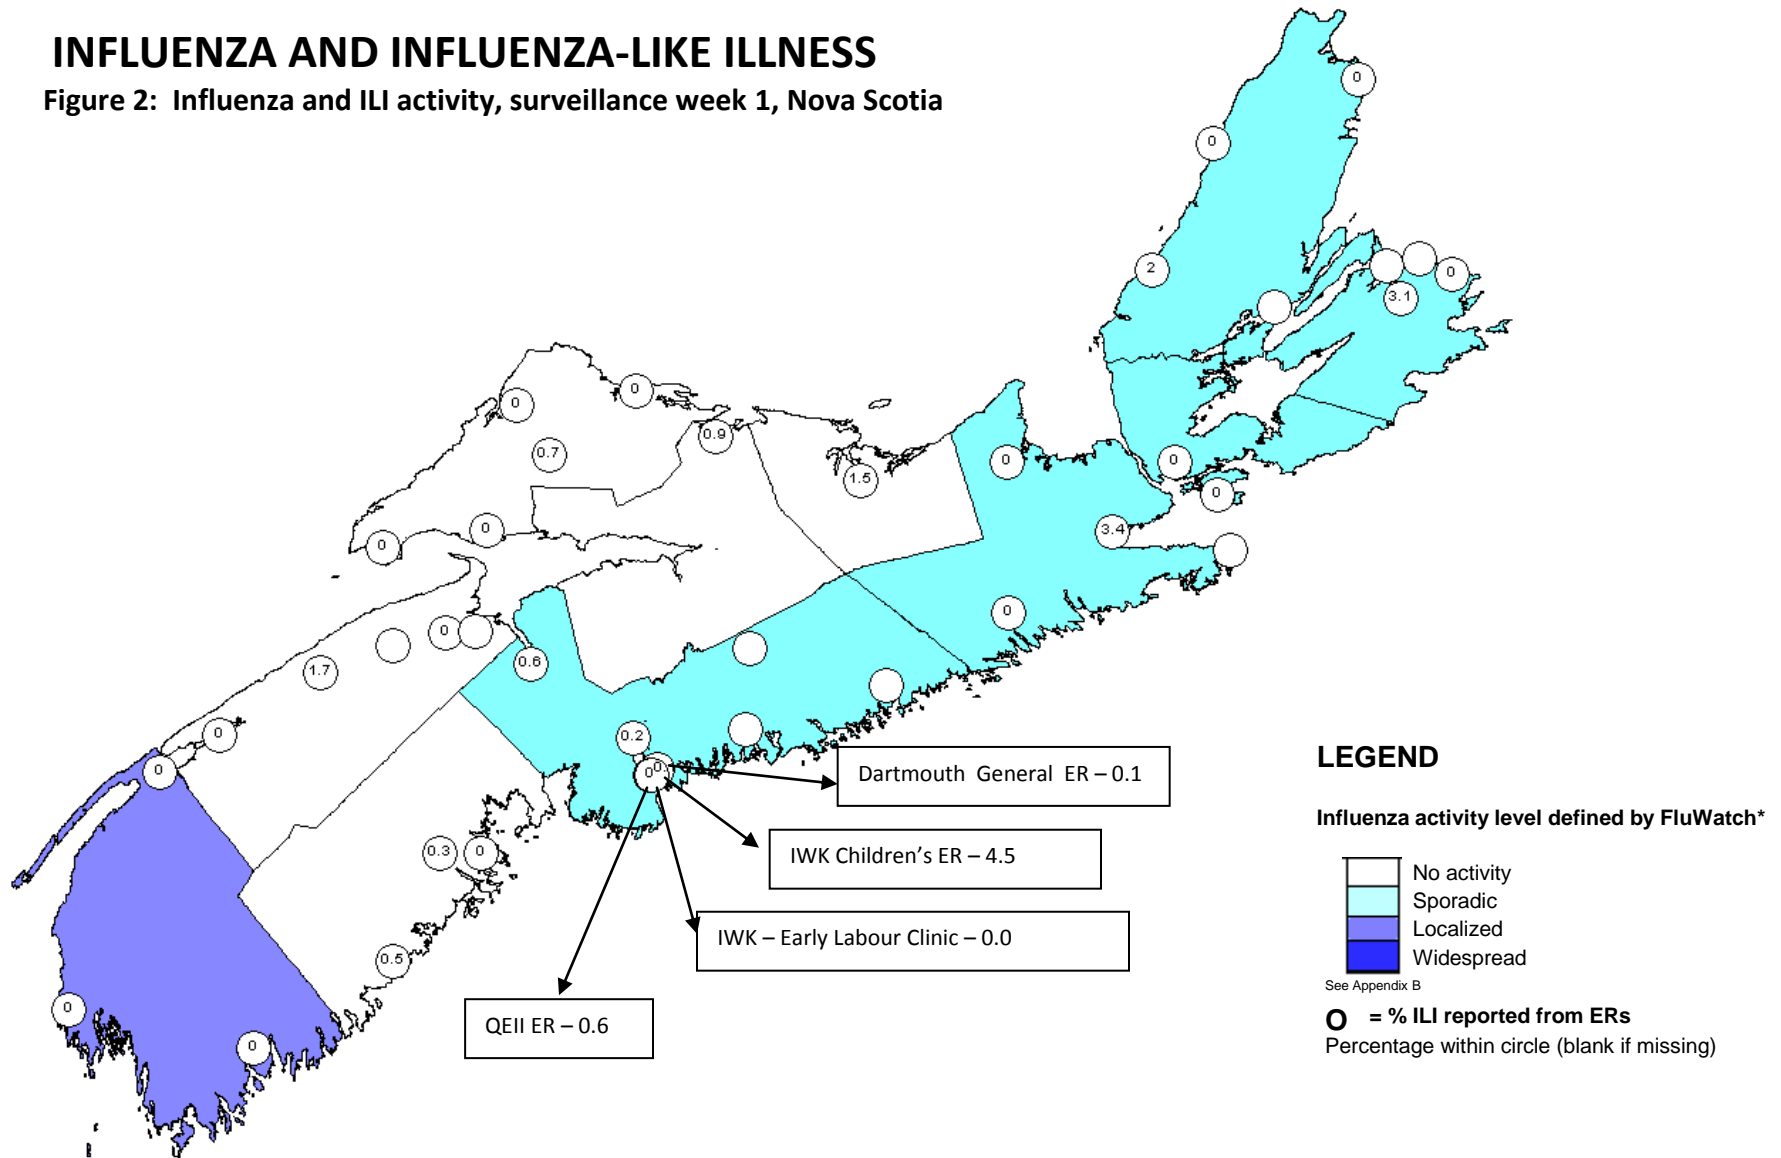 INFLUENZA AND INFLUENZA-LIKE ILLNESS
Figure 2:  Influenza and ILI activity, surveillance week 1, Nova Scotia
0
0
2
0
3.1
0
0
0.7
0.9
1.5
0
0
0
3.4
0
0
0
0
1.7
0.6
0
0
0.2
0
0.
0.3
0
0.5
0
0
Dartmouth  General  ER – 0.1
IWK Children's ER – 4.5
IWK – Early Labour Clinic – 0.0
QEII ER – 0.6
LEGEND
Influenza activity level defined by FluWatch*
No activity
Sporadic
Localized
Widespread
See Appendix B
O = % ILI reported from ERs
Percentage within circle (blank if missing)